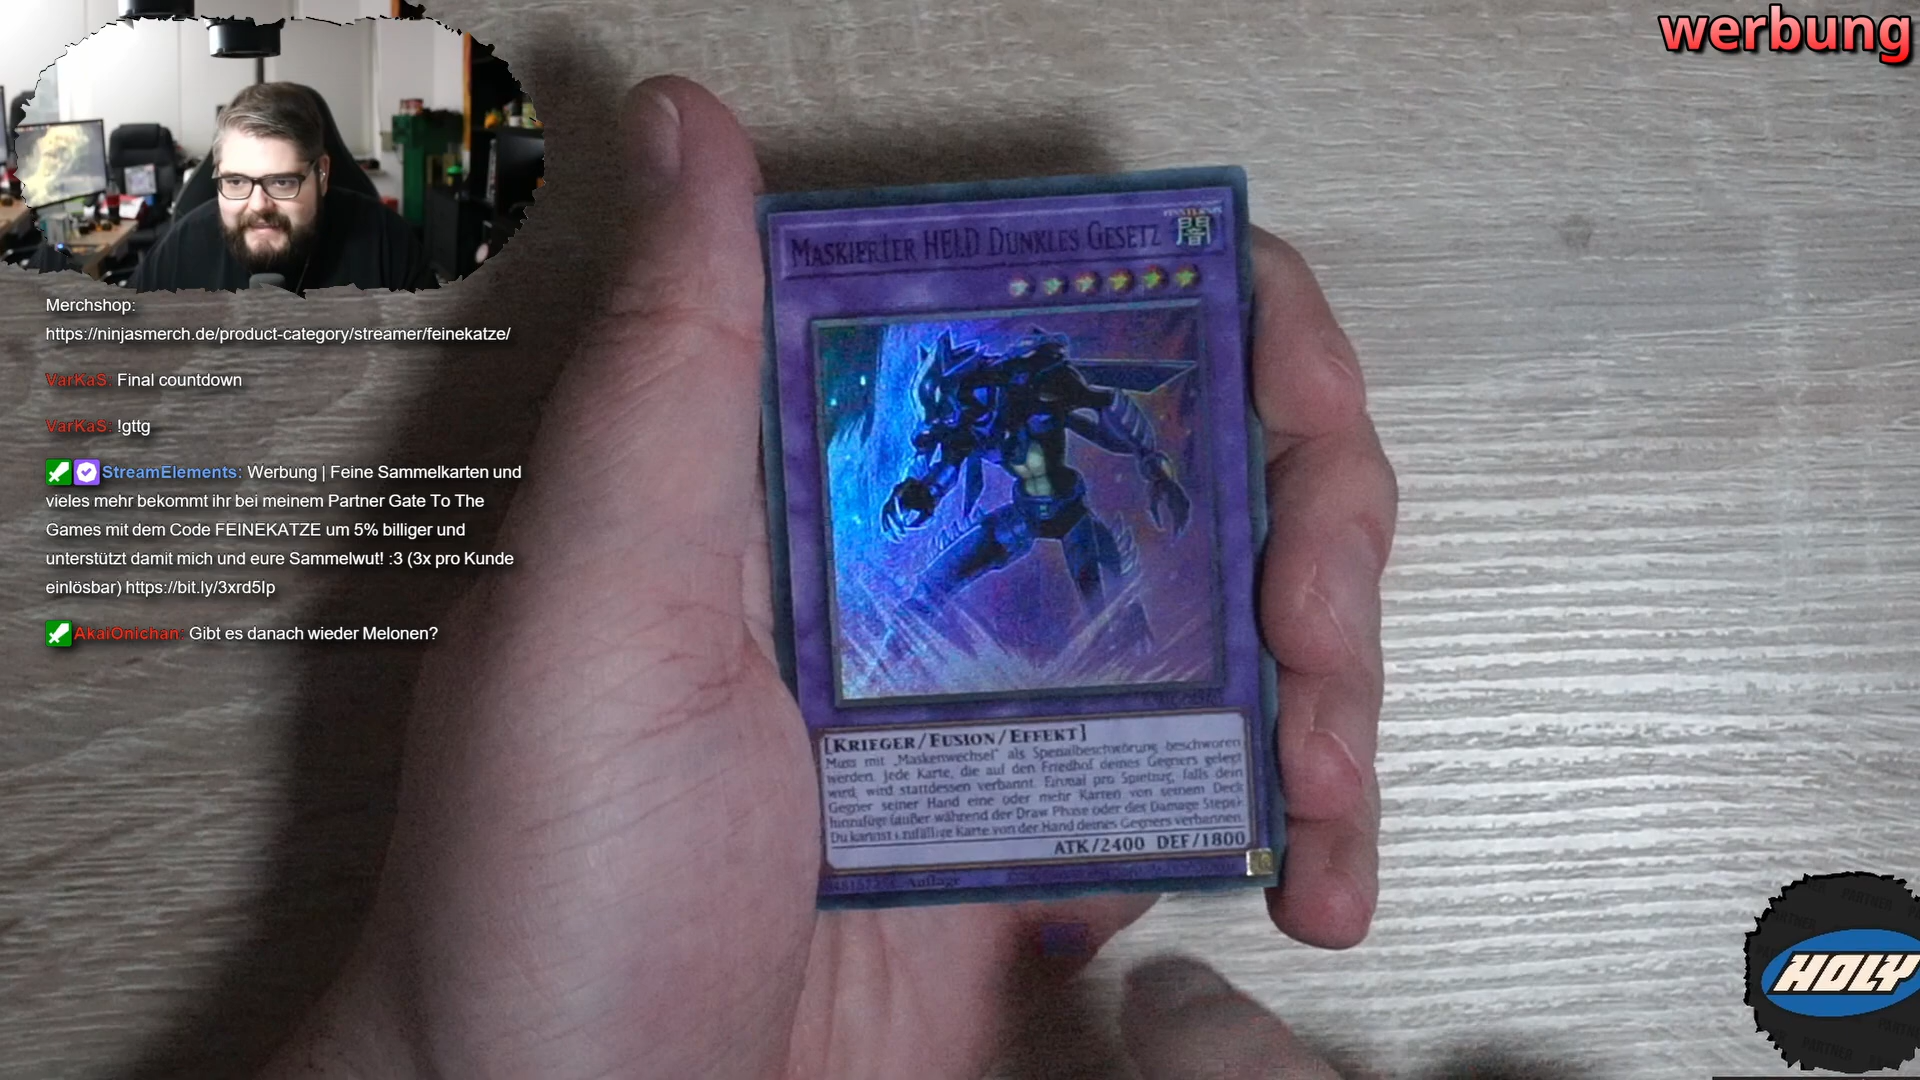 werbung
Merchshop:
https://ninjasmerch.de/product-category/streamer/feinekatze/
VarKaS: Final countdown
VarKaS: !gttg
StreamElements: Werbung | Feine Sammelkarten und
vieles mehr bekommt ihr bei meinem Partner Gate To The
Games mit dem Code FEINEKATZE um 5% billiger und
unterstützt damit mich und eure Sammelwut! :3 (3x pro Kunde
einlösbar) https://bit.ly/3xrd5Ip
AkaiOnichan: Gibt es danach wieder Melonen?
MASKIERTER HELD DUNKLES GESETZ
闇
[KRIEGER/FUSION/EFFEKT]
Muss mit „Maskenwechsel" als Spezialbeschwörung beschworen
werden. Jede Karte, die auf den Friedhof deines Gegners gelegt
wird, wird stattdessen verbannt. Einmal pro Spielzug, falls dein
Gegner seiner Hand eine oder mehr Karten von seinem Deck
hinzufügt (außer während der Draw Phase oder des Damage Steps):
Du kannst 1 zufällige Karte von der Hand deines Gegners verbannen.
ATK/2400 DEF/1800
Auflage
HOLY
PARTNER
PARTNER